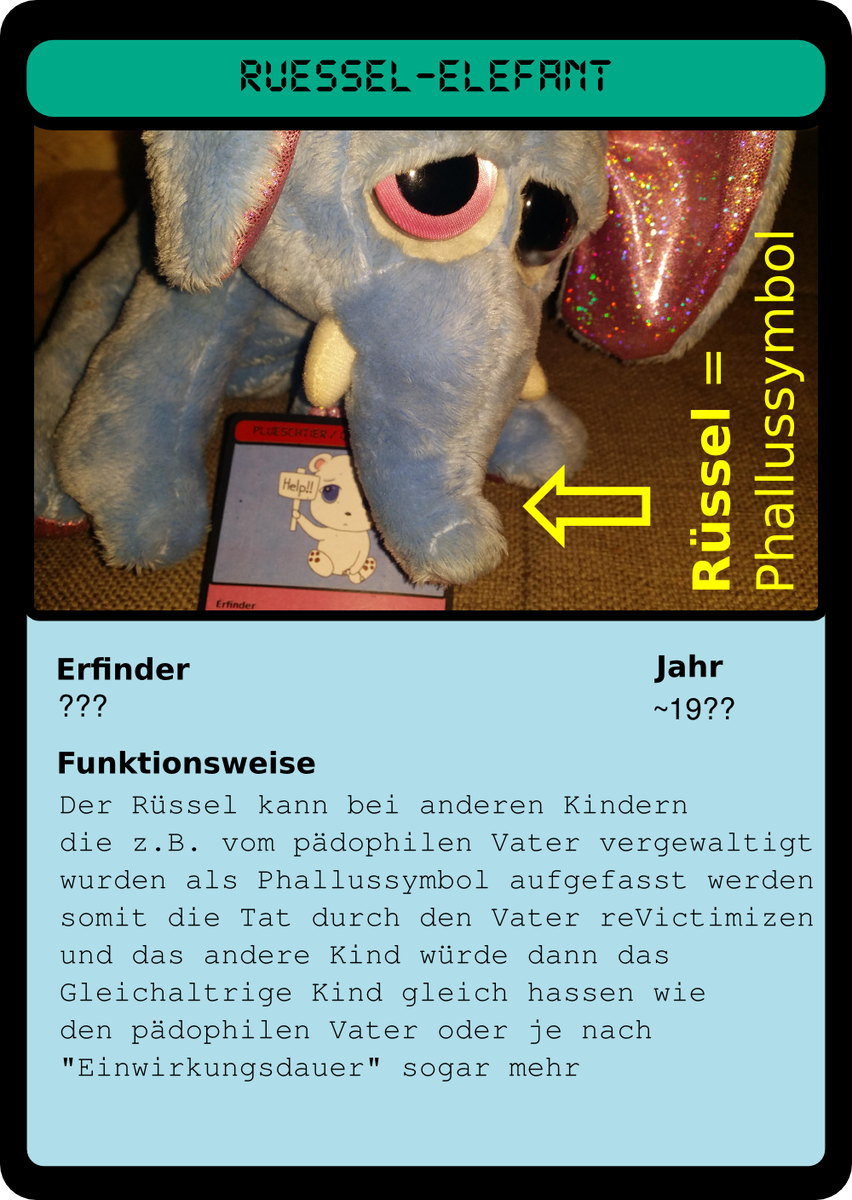 RUESSEL-ELEFANT
PLUESCHTIER /
Help!!
Erfinder
Rüssel =
Phallussymbol
Erfinder
???
Jahr
~19??
Funktionsweise
Der Rüssel kann bei anderen Kindern
die z.B. vom pädophilen Vater vergewaltigt
wurden als Phallussymbol aufgefasst werden
somit die Tat durch den Vater reVictimizen
und das andere Kind würde dann das
Gleichaltrige Kind gleich hassen wie
den pädophilen Vater oder je nach
"Einwirkungsdauer" sogar mehr